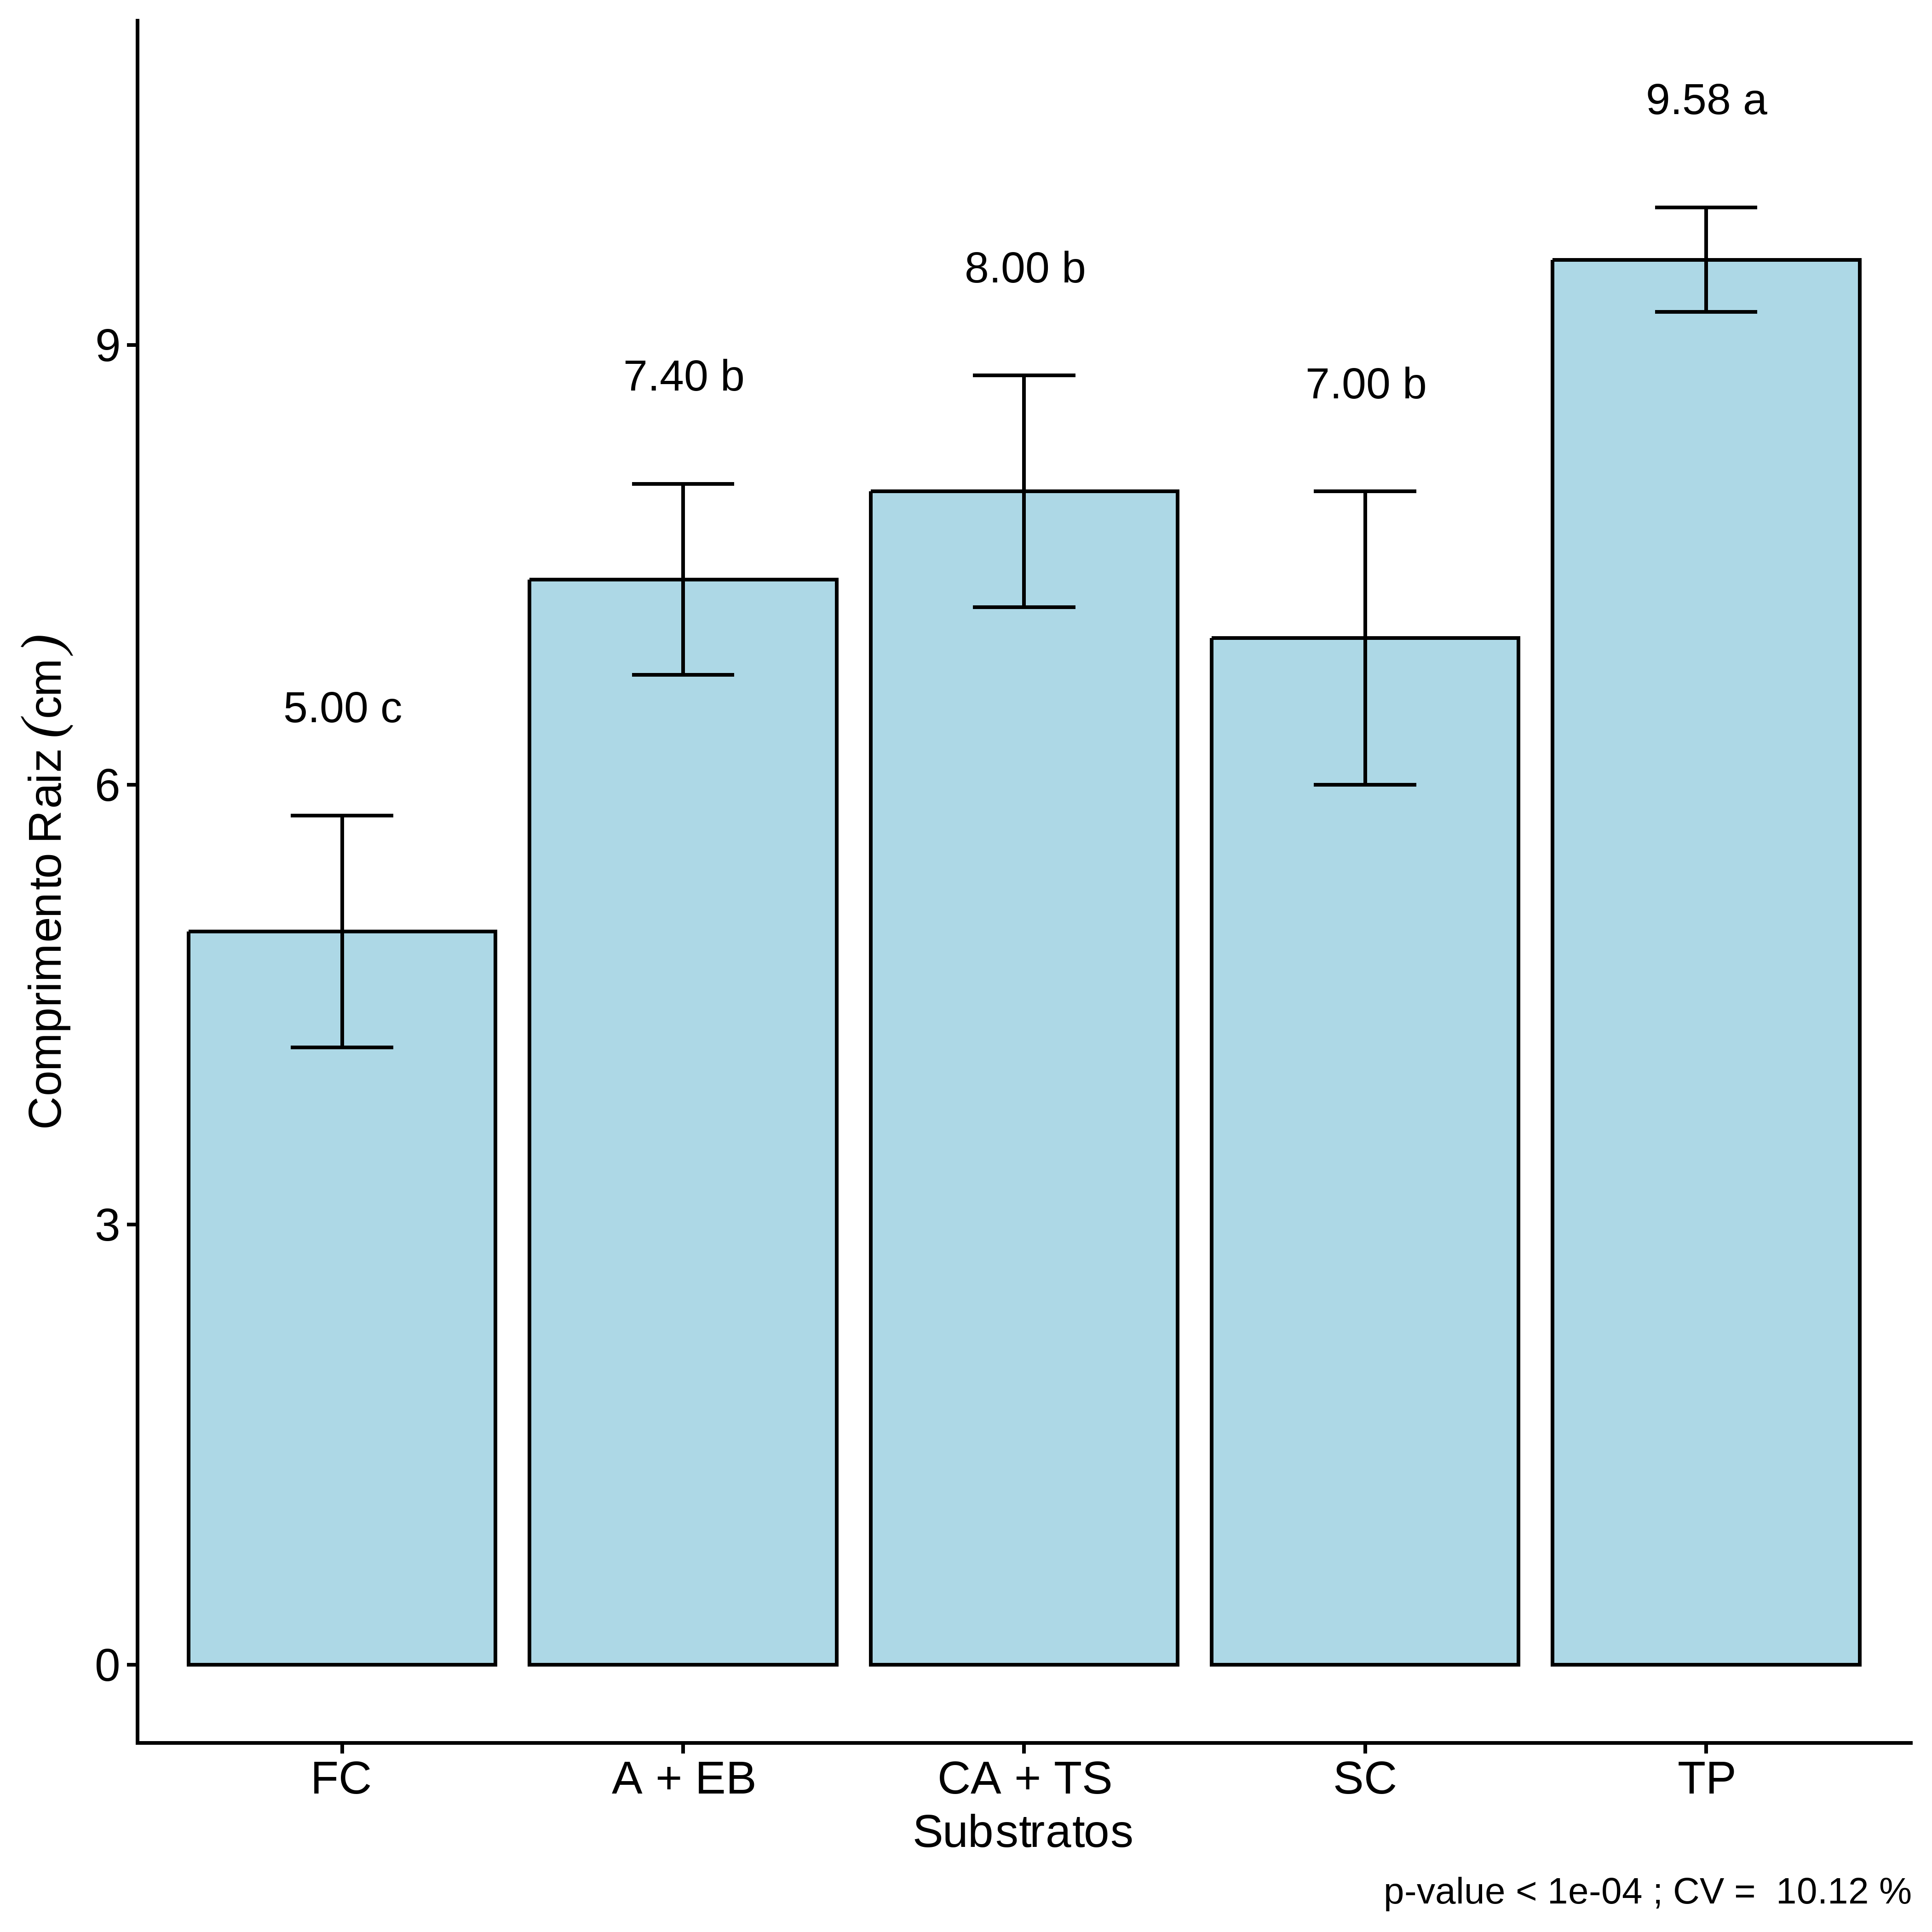 9.58 a
8.00 b
7.40 b
7.00 b
5.00 c
9
6
3
0
Comprimento Raiz (cm)
FC A + EB CA + TS SC TP
Substratos
p-value < 1e-04 ; CV = 10.12 %